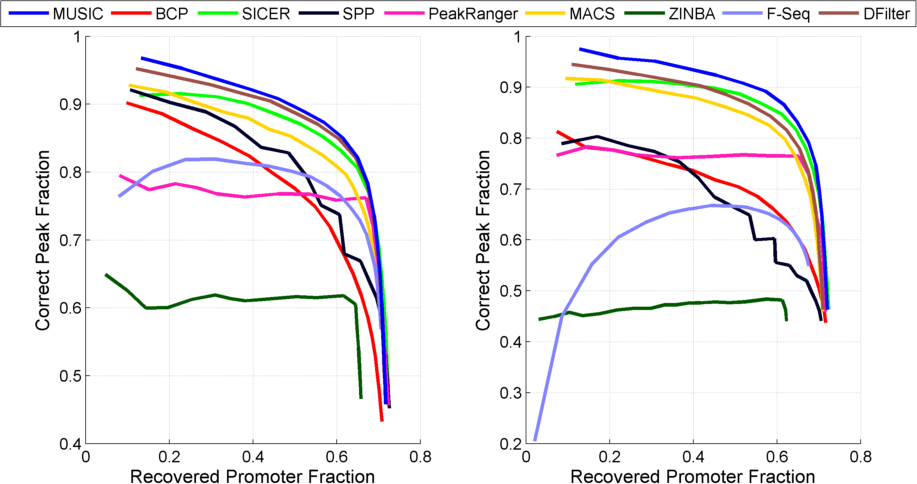 MUSIC BCP SICER SPP PeakRanger MACS ZINBA F-Seq DFilter
Correct Peak Fraction
1
0.9
0.8
0.7
0.6
0.5
0.4
0 0.2 0.4 0.6 0.8
Recovered Promoter Fraction
Correct Peak Fraction
1
0.9
0.8
0.7
0.6
0.5
0.4
0.3
0.2
0 0.2 0.4 0.6 0.8
Recovered Promoter Fraction